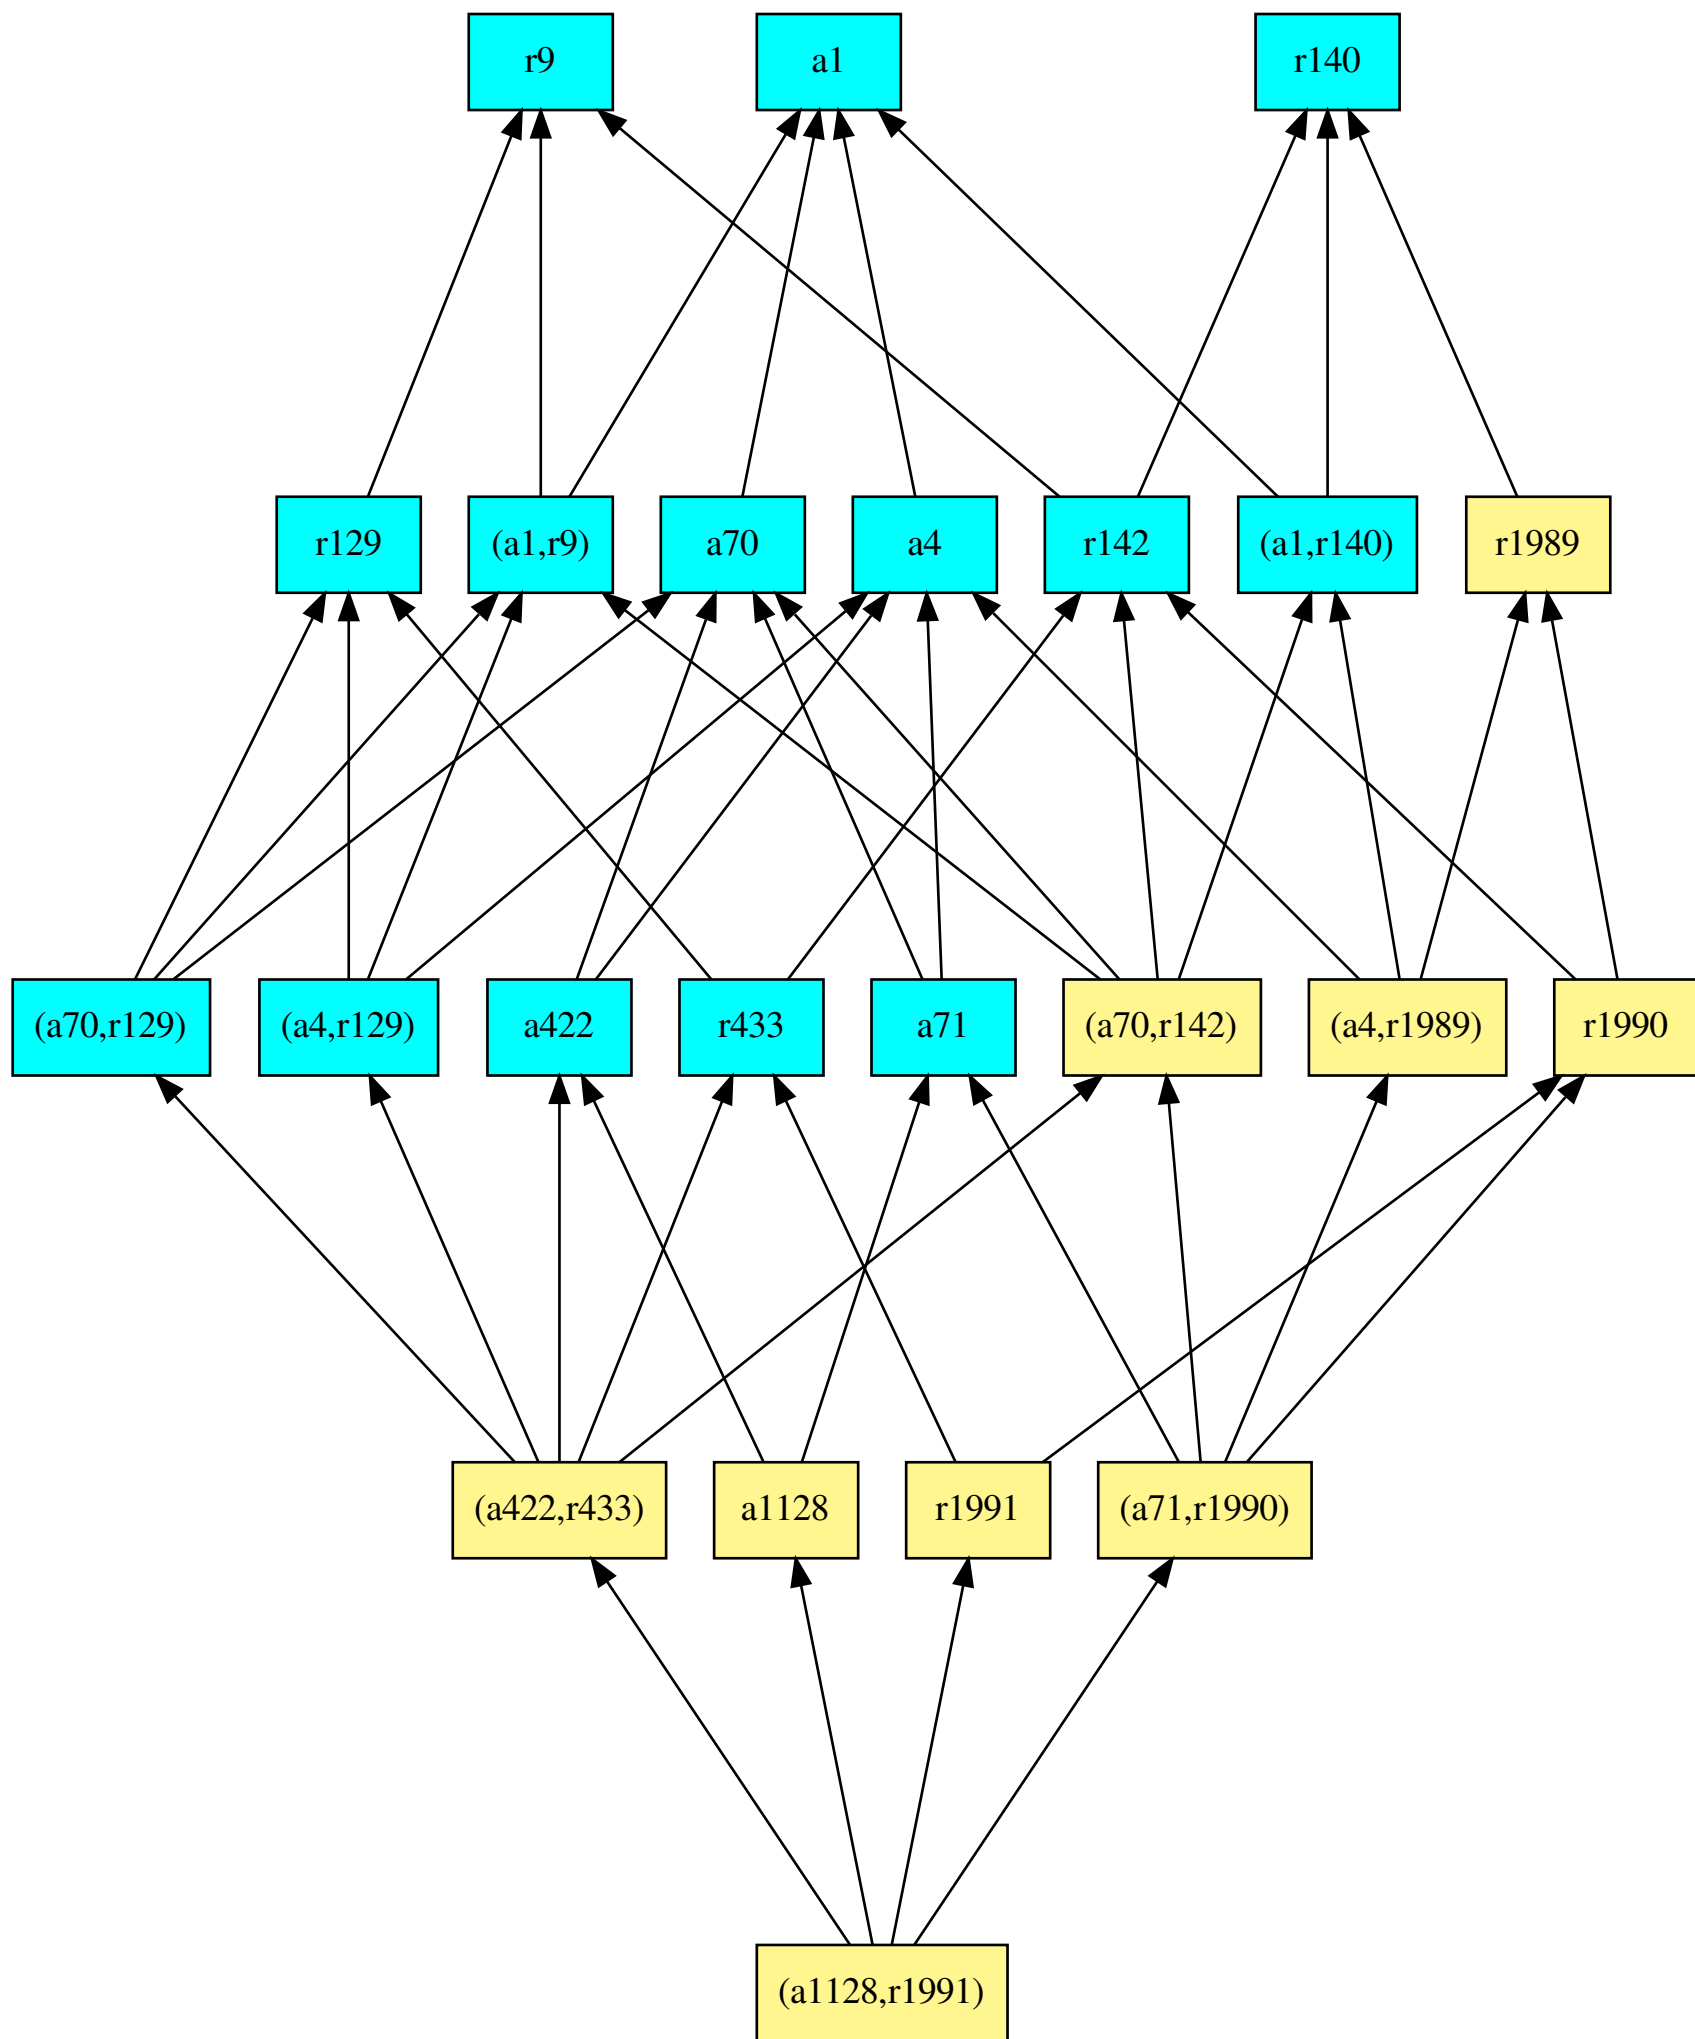 r9
a1
r140
r129
(a1,r9)
a70
a4
r142
(a1,r140)
r1989
(a70,r129)
(a4,r129)
a422
r433
a71
(a70,r142)
(a4,r1989)
r1990
(a422,r433)
a1128
r1991
(a71,r1990)
(a1128,r1991)